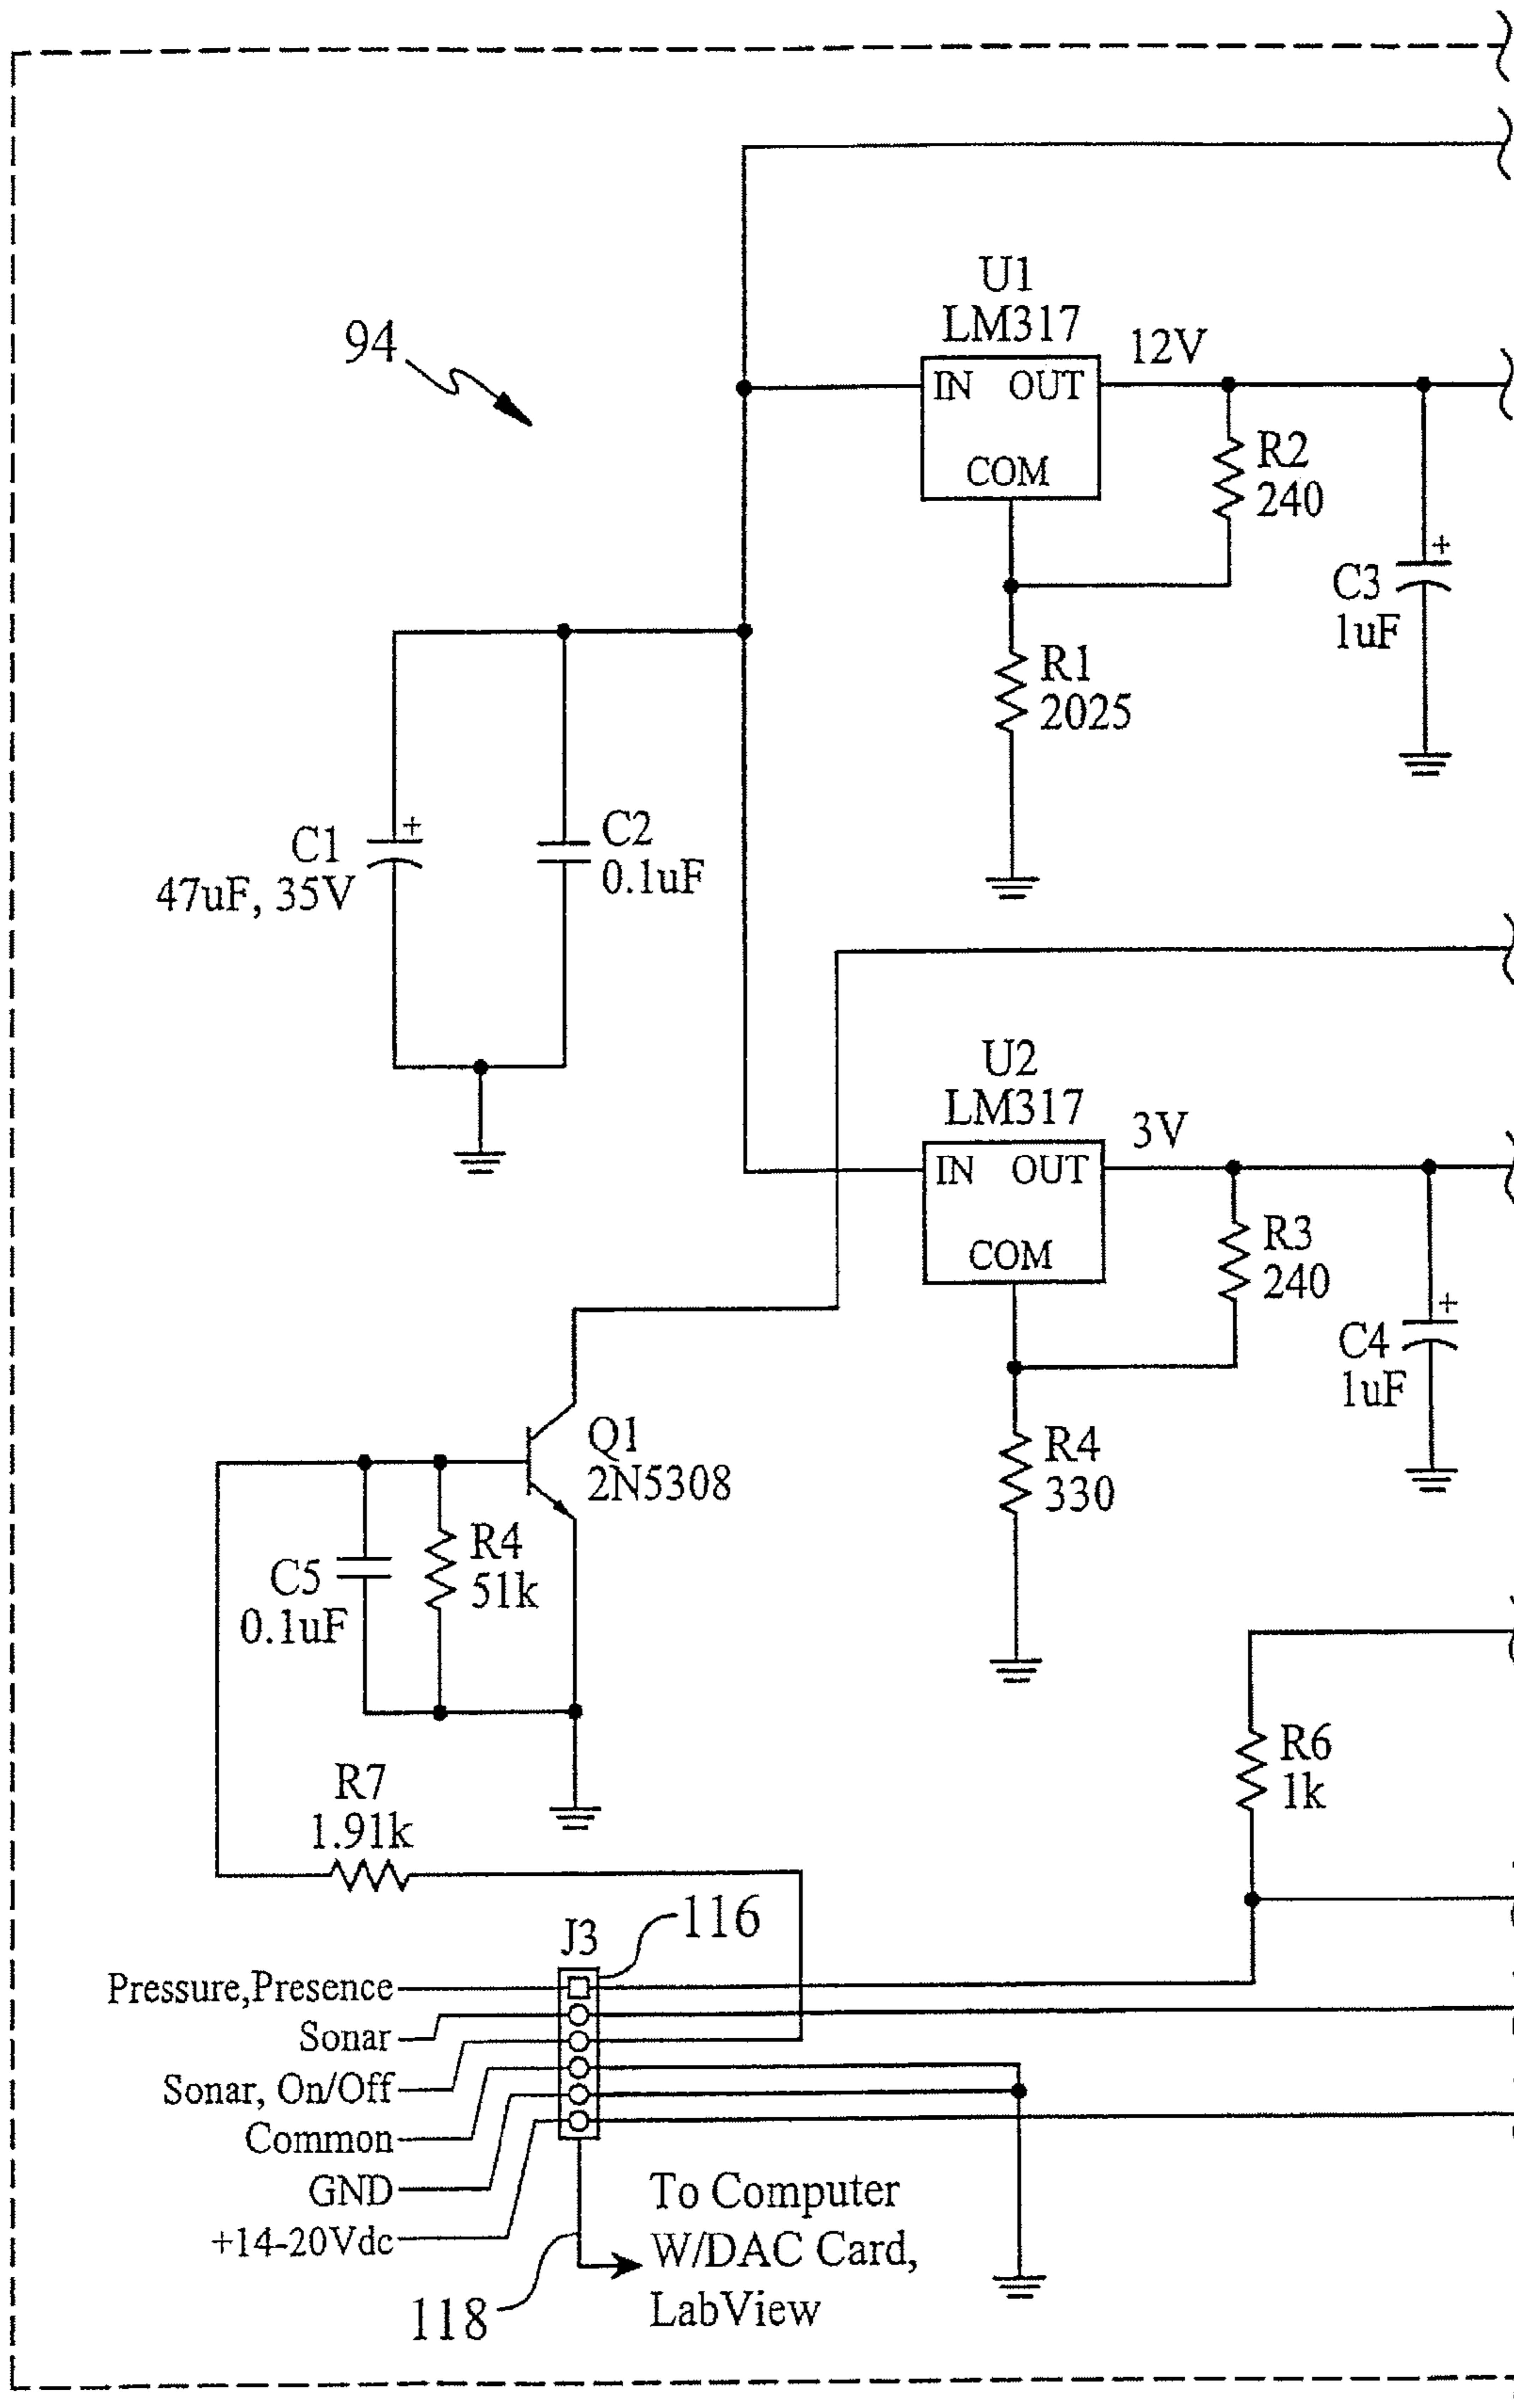 94
U1
LM317
12V
IN OUT
COM
R2
240
C3
+
1uF
R1
2025
C1
+
47uF, 35V
C2
0.1uF
U2
LM317
3V
IN OUT
COM
R3
240
C4
+
1uF
R4
330
Q1
2N5308
C5
0.1uF
R4
51k
R6
1k
R7
1.91k
J3
116
Pressure,Presence
Sonar
Sonar, On/Off
Common
GND
+14-20Vdc
118
To Computer
W/DAC Card,
LabView